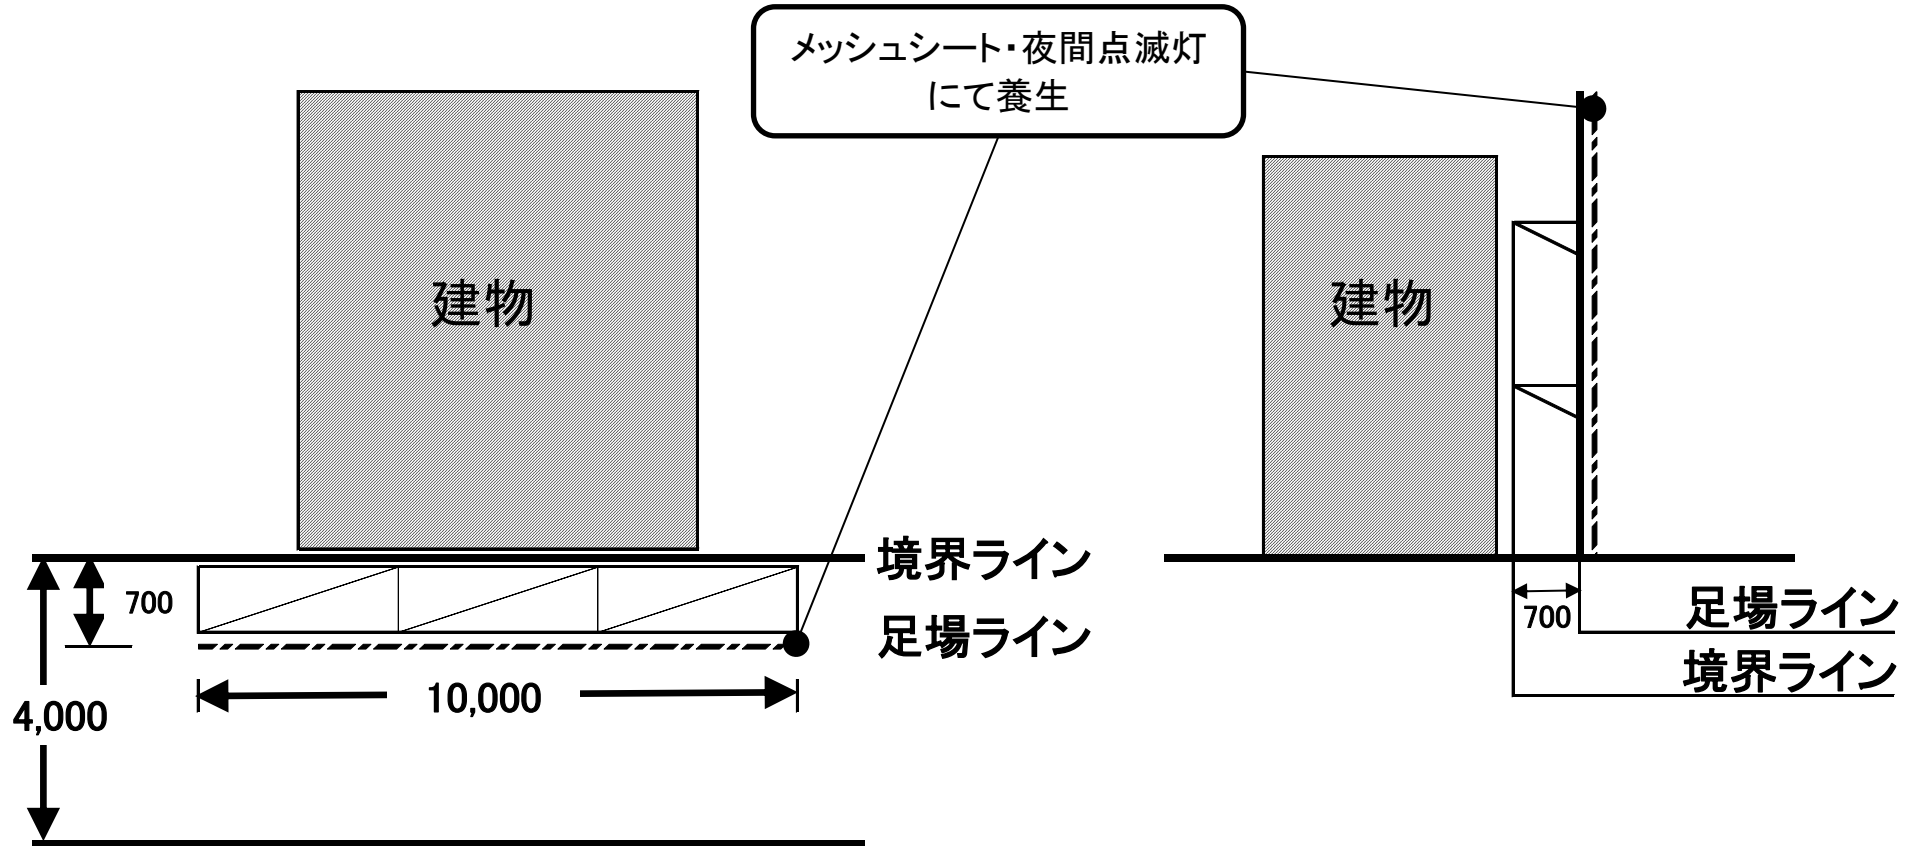 メッシュシート・夜間点滅灯
にて養生
建物
境界ライン
700
足場ライン
10,000
4,000
建物
700
足場ライン
境界ライン